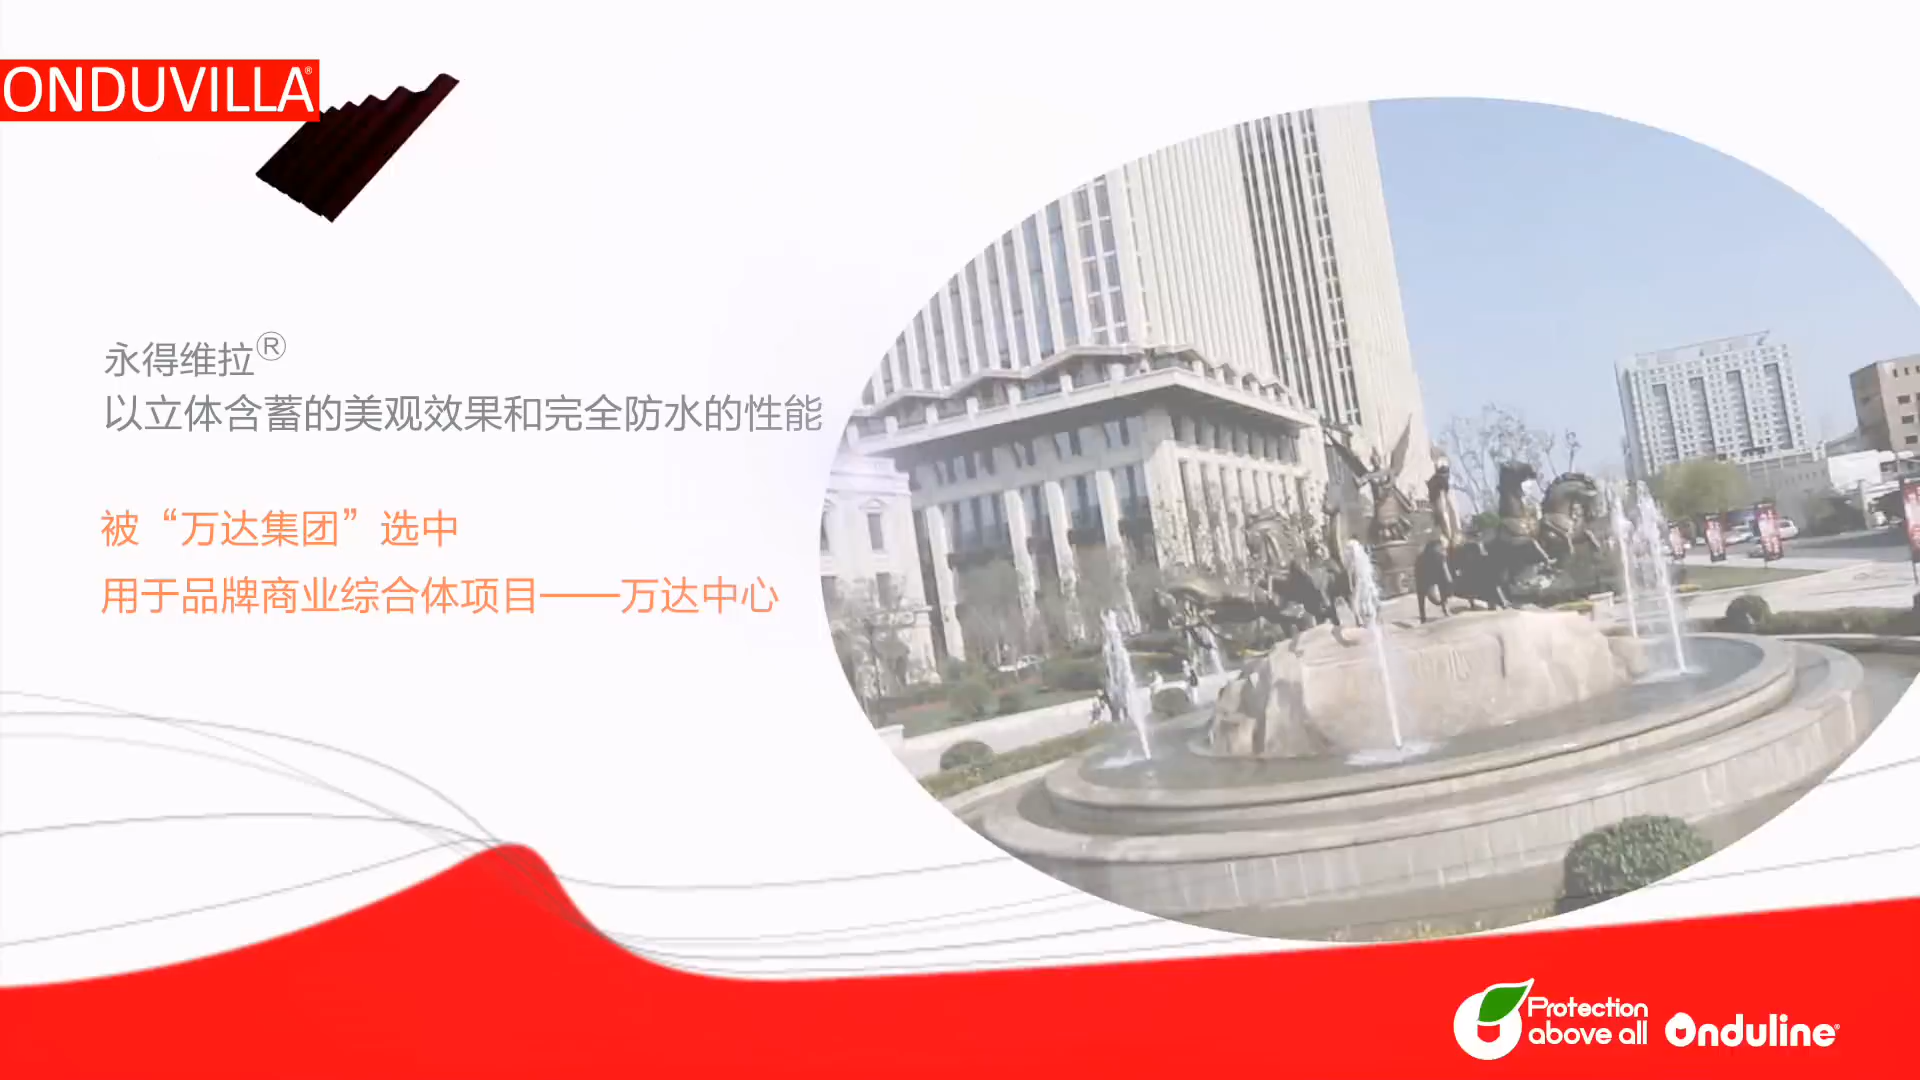 ONDUVILLA®
永得维拉®
以立体含蓄的美观效果和完全防水的性能
被“万达集团”选中
用于品牌商业综合体项目——万达中心
Protection
above all
Onduline®